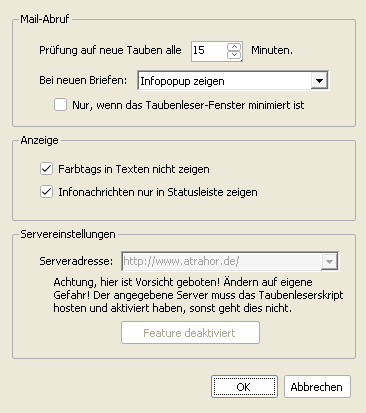 Mail-Abruf
Prüfung auf neue Tauben alle 15 Minuten.
Bei neuen Briefen: Infopopup zeigen
Nur, wenn das Taubenleser-Fenster minimiert ist
Anzeige
Farbtags in Texten nicht zeigen
Infonachrichten nur in Statusleiste zeigen
Servereinstellungen
Serveradresse: http://www.atrahor.de/
Achtung, hier ist Vorsicht geboten! Ändern auf eigene
Gefahr! Der angegebene Server muss das Taubenleserskript
hosten und aktiviert haben, sonst geht dies nicht.
Feature deaktiviert
OK Abbrechen